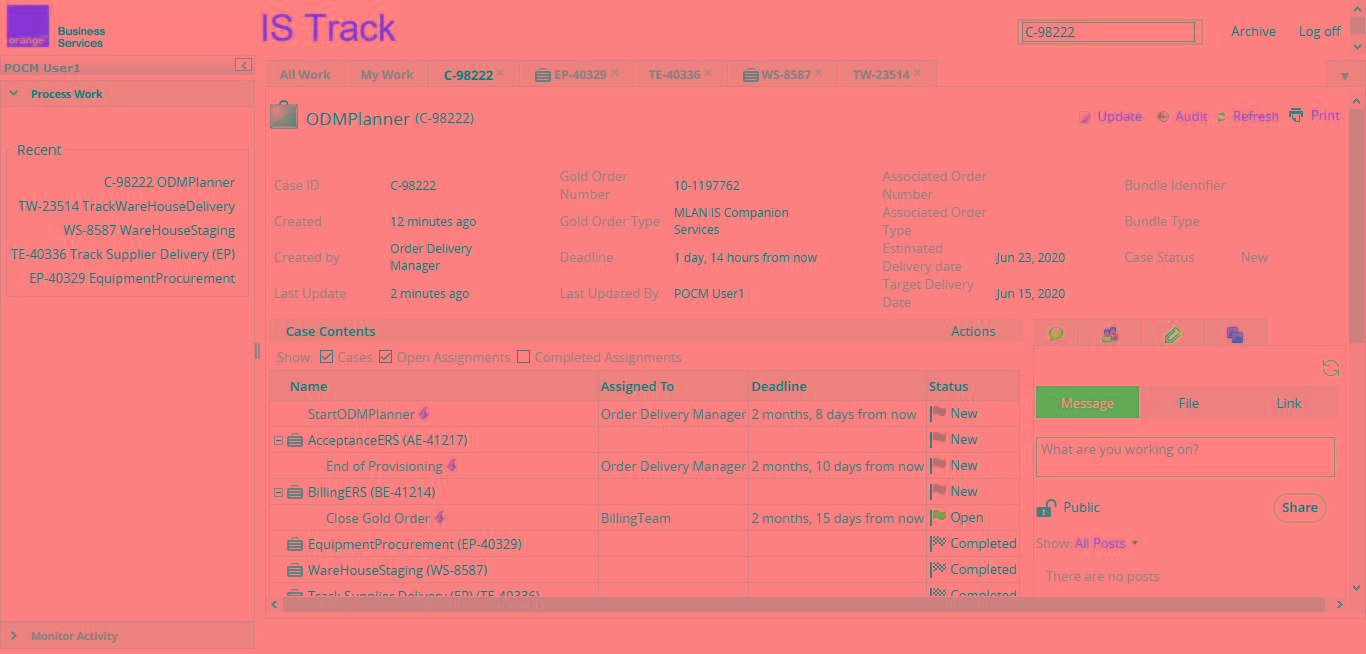 orange™
Business
Services
IS Track
C-98222
Archive
Log off
POCM User1
Process Work
Recent
C-98222 ODMPlanner
TW-23514 TrackWareHouseDelivery
WS-8587 WareHouseStaging
TE-40336 Track Supplier Delivery (EP)
EP-40329 EquipmentProcurement
Monitor Activity
All Work
My Work
C-98222
EP-40329
TE-40336
WS-8587
TW-23514
ODMPlanner (C-98222)
Update
Audit
Refresh
Print
Case ID
C-98222
Gold Order
Number
10-1197762
Associated Order
Number
Bundle Identifier
Created
12 minutes ago
Gold Order Type
MLAN IS Companion
Services
Associated Order
Type
Bundle Type
Created by
Order Delivery
Manager
Deadline
1 day, 14 hours from now
Estimated
Delivery date
Jun 23, 2020
Case Status
New
Last Update
2 minutes ago
Last Updated By
POCM User1
Target Delivery
Date
Jun 15, 2020
Case Contents
Actions
Show: Cases Open Assignments Completed Assignments
Name Assigned To Deadline Status
StartODMPlanner Order Delivery Manager 2 months, 8 days from now New
AcceptanceERS (AE-41217) New
End of Provisioning Order Delivery Manager 2 months, 10 days from now New
BillingERS (BE-41214) New
Close Gold Order BillingTeam 2 months, 15 days from now Open
EquipmentProcurement (EP-40329) Completed
WareHouseStaging (WS-8587) Completed
Track Supplier Delivery (EP) (TE-40336) Completed
Message
File
Link
What are you working on?
Public
Share
Show: All Posts
There are no posts